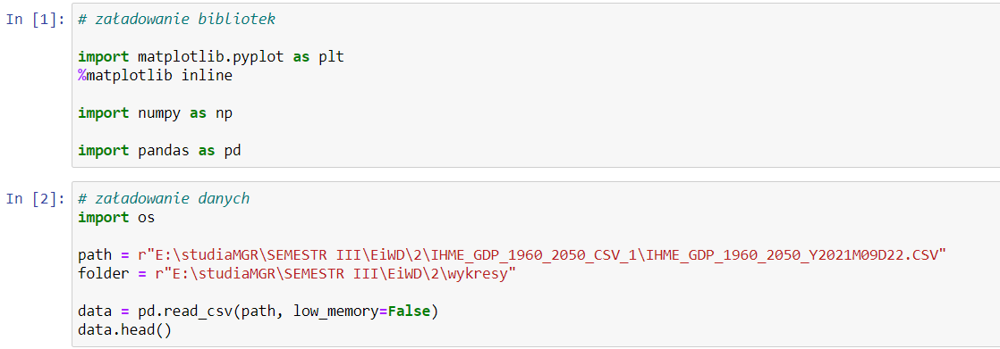 In [1]: # załadowanie bibliotek
import matplotlib.pyplot as plt
%matplotlib inline
import numpy as np
import pandas as pd
In [2]: # załadowanie danych
import os
path = r"E:\studiaMGR\SEMESTR III\EiWD\2\IHME_GDP_1960_2050_CSV_1\IHME_GDP_1960_2050_Y2021M09D22.CSV"
folder = r"E:\studiaMGR\SEMESTR III\EiWD\2\wykresy"
data = pd.read_csv(path, low_memory=False)
data.head()